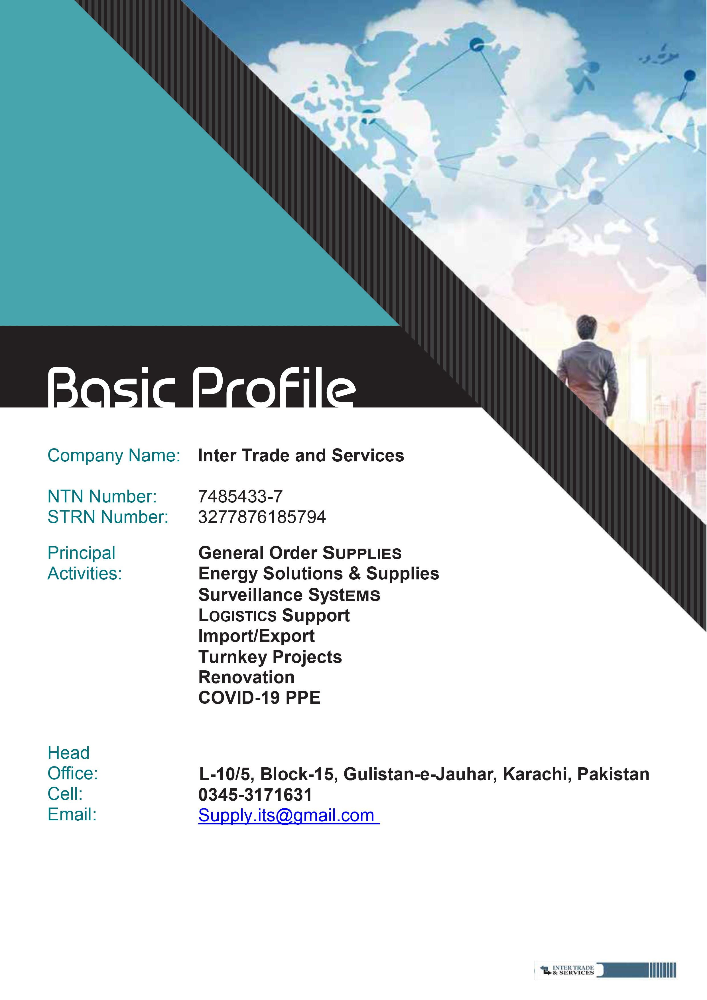 Basic Profile
Company Name: Inter Trade and Services
NTN Number: 7485433-7
STRN Number: 3277876185794
Principal General Order SUPPLIES
Activities: Energy Solutions & Supplies
Surveillance SyStEMS
LOGISTICS Support
Import/Export
Turnkey Projects
Renovation
COVID-19 PPE
Head
Office: L-10/5, Block-15, Gulistan-e-Jauhar, Karachi, Pakistan
Cell: 0345-3171631
Email: Supply.its@gmail.com
INTER TRADE
& SERVICES